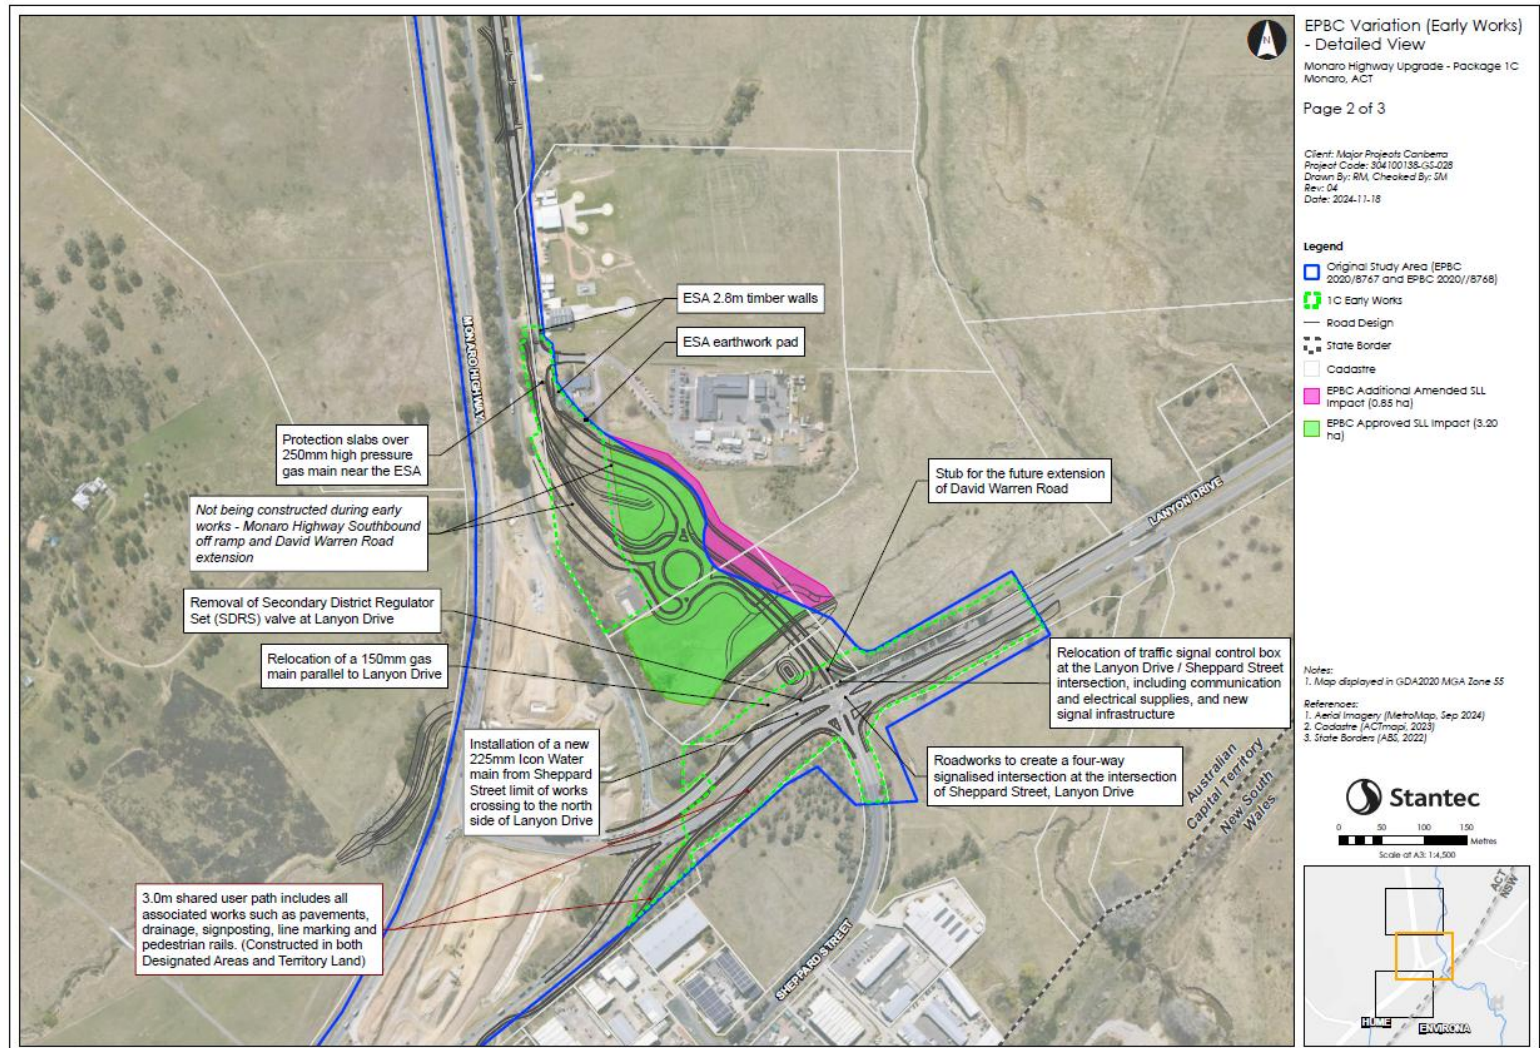 EPBC Variation (Early Works)
- Detailed View
Monaro Highway Upgrade - Package 1C
Monaro, ACT
Page 2 of 3
Client: Major Projects Canberra
Project Code: 304100138-GS-028
Drawn By: RM, Checked By: SM
Rev: 04
Date: 2024-11-18
Legend
Original Study Area (EPBC
2020/8767 and EPBC 2020//8768)
1C Early Works
Road Design
State Border
Cadastre
EPBC Additional Amended SLL
Impact (0.85 ha)
EPBC Approved SLL Impact (3.20
ha)
N
ESA 2.8m timber walls
ESA earthwork pad
MONARO HIGHWAY
Protection slabs over
250mm high pressure
gas main near the ESA
Stub for the future extension
of David Warren Road
LANYON DRIVE
Not being constructed during early
works - Monaro Highway Southbound
off ramp and David Warren Road
extension
Removal of Secondary District Regulator
Set (SDRS) valve at Lanyon Drive
Relocation of a 150mm gas
main parallel to Lanyon Drive
Relocation of traffic signal control box
at the Lanyon Drive / Sheppard Street
intersection, including communication
and electrical supplies, and new
signal infrastructure
Installation of a new
225mm Icon Water
main from Sheppard
Street limit of works
crossing to the north
side of Lanyon Drive
Roadworks to create a four-way
signalised intersection at the intersection
of Sheppard Street, Lanyon Drive
Australian
Capital Territory
New South
Wales
3.0m shared user path includes all
associated works such as pavements,
drainage, signposting, line marking and
pedestrian rails. (Constructed in both
Designated Areas and Territory Land)
SHEPPARD STREET
Notes:
1. Map displayed in GDA2020 MGA Zone 55
References:
1. Aerial Imagery (MetroMap, Sep 2024)
2. Cadastre (ACTmapi, 2023)
3. State Borders (ABS, 2022)
Stantec
0 50 100 150
Metres
Scale at A3: 1:4,500
ACT
NSW
HUME
ENVIRONA